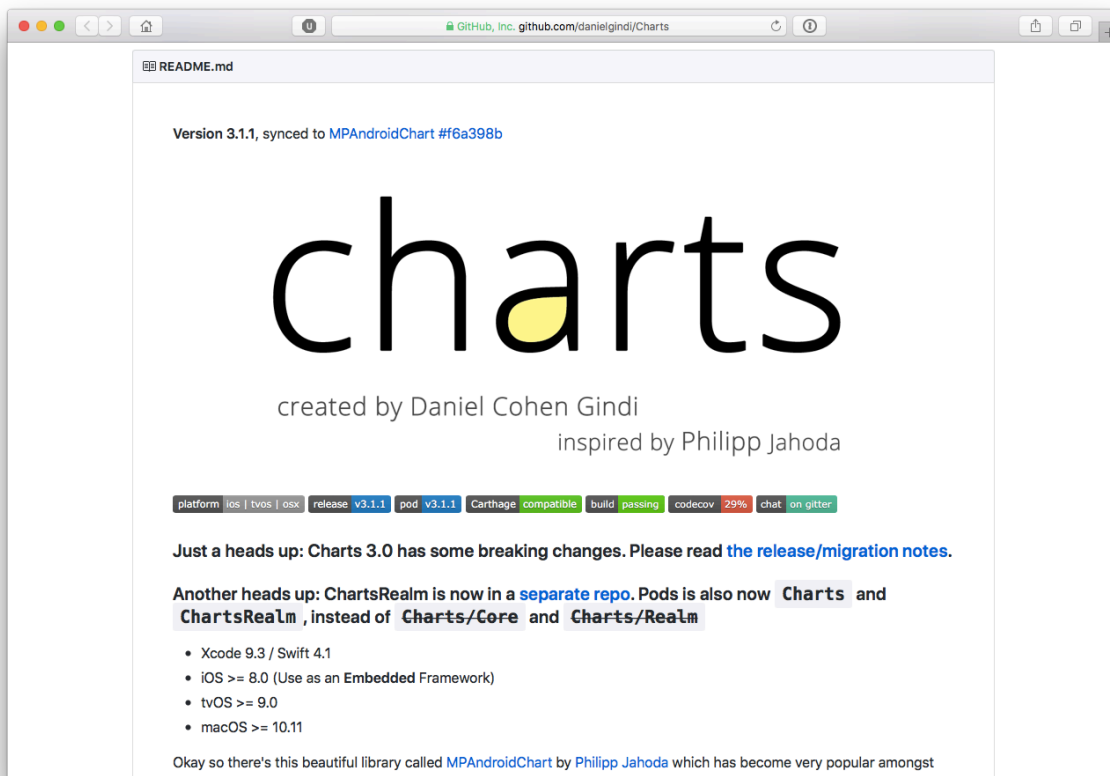 GitHub, Inc. github.com/danielgindi/Charts
README.md
Version 3.1.1, synced to MPAndroidChart #f6a398b
charts
created by Daniel Cohen Gindi
inspired by Philipp Jahoda
platform ios | tvos | osx release v3.1.1 pod v3.1.1 Carthage compatible build passing codecov 29% chat on gitter
Just a heads up: Charts 3.0 has some breaking changes. Please read the release/migration notes.
Another heads up: ChartsRealm is now in a separate repo. Pods is also now Charts and
ChartsRealm , instead of Charts/Core and Charts/Realm
• Xcode 9.3 / Swift 4.1
• iOS >= 8.0 (Use as an Embedded Framework)
• tvOS >= 9.0
• macOS >= 10.11
Okay so there's this beautiful library called MPAndroidChart by Philipp Jahoda which has become very popular amongst